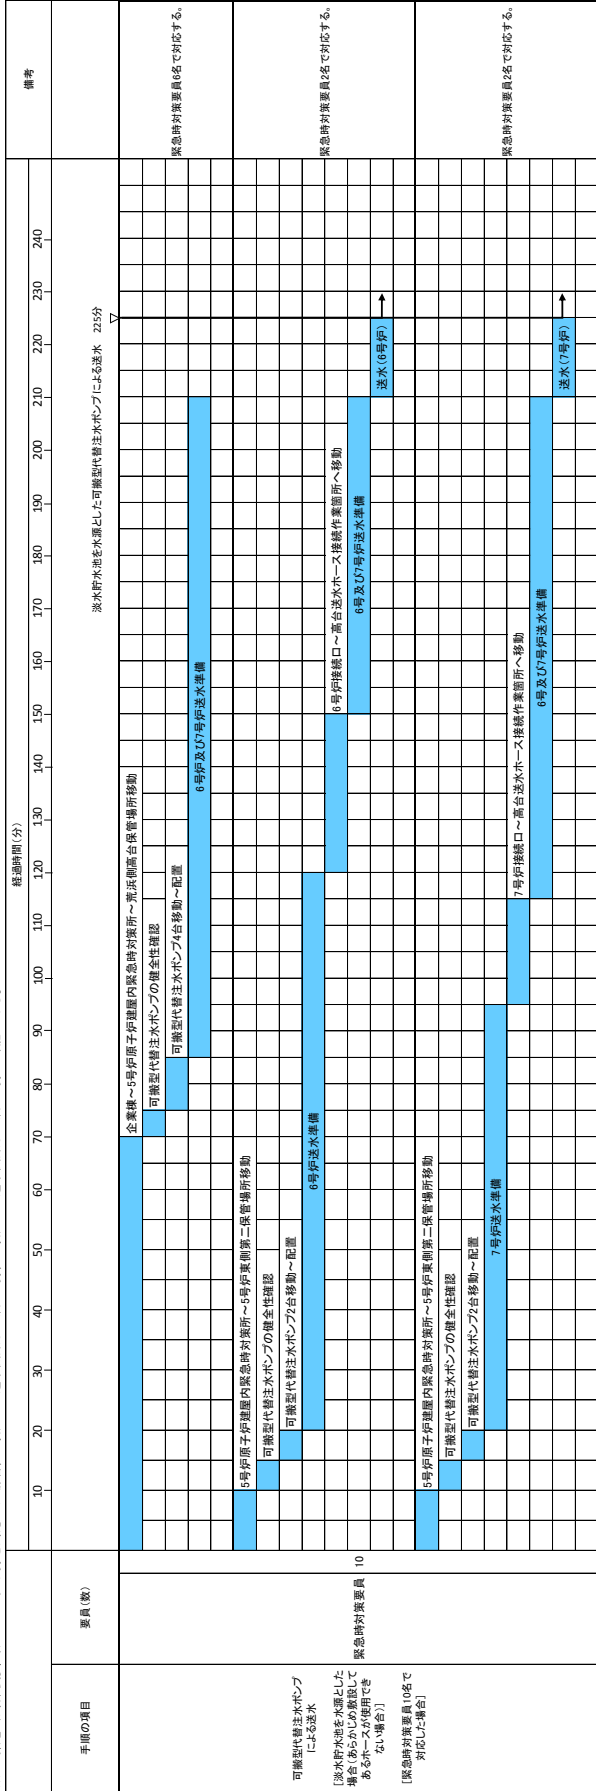 手順の項目
要員(数)
経過時間(分)
備考
10
20
30
40
50
60
70
80
90
100
110
120
130
140
150
160
170
180
190
200
210
220
230
240
淡水貯水池を水源とした可搬型代替注水ポンプによる送水 225分
可搬型代替注水ポンプ
による送水
[淡水貯水池を水源とした
場合(あらかじめ敷設して
あるホースが使用でき
ない場合)]
[緊急時対策要員10名で
対応した場合]
緊急時対策要員
10
企業棟~5号炉原子炉建屋内緊急時対策所~荒浜側高台保管場所移動
可搬型代替注水ポンプの健全性確認
可搬型代替注水ポンプ4台移動~配置
6号炉及び7号炉送水準備
緊急時対策要員6名で対応する。
5号炉原子炉建屋内緊急時対策所~5号炉東側第二保管場所移動
可搬型代替注水ポンプの健全性確認
可搬型代替注水ポンプ2台移動~配置
6号炉送水準備
6号炉接続口~高台送水ホース接続作業箇所へ移動
6号及び7号炉送水準備
送水(6号炉)
緊急時対策要員2名で対応する。
5号炉原子炉建屋内緊急時対策所~5号炉東側第二保管場所移動
可搬型代替注水ポンプの健全性確認
可搬型代替注水ポンプ2台移動~配置
7号炉送水準備
7号炉接続口~高台送水ホース接続作業箇所へ移動
6号及び7号炉送水準備
送水(7号炉)
緊急時対策要員2名で対応する。